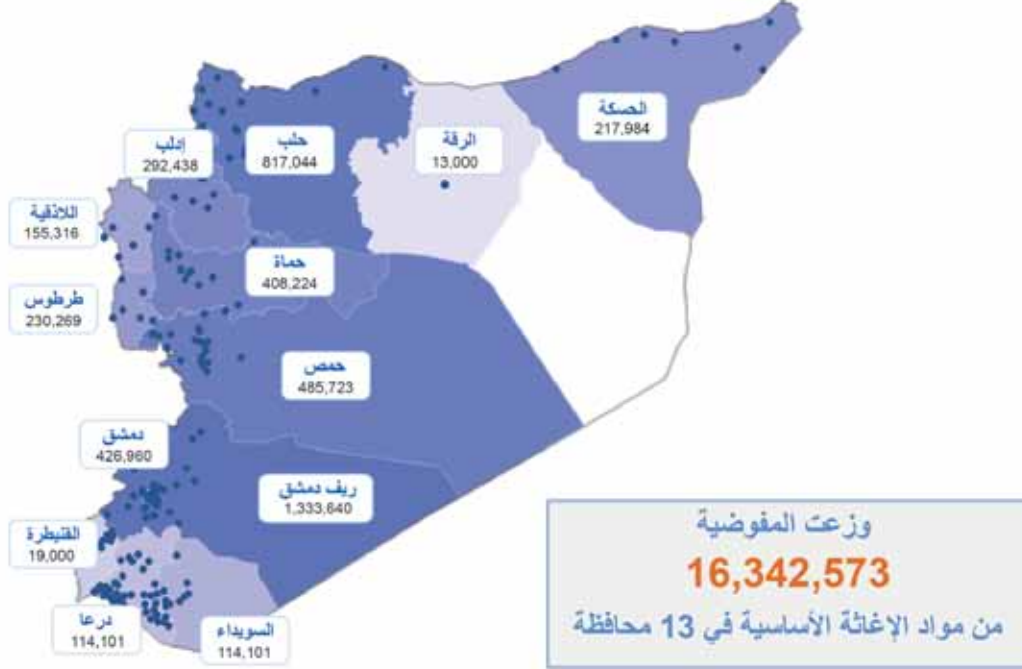 الحسكة
217,984
الرقة
13,000
حلب
817,044
إدلب
292,438
اللاذقية
155,316
حماة
408,224
طرطوس
230,269
حمص
485,723
دمشق
426,960
ريف دمشق
1,333,640
القنيطرة
19,000
درعا
114,101
السويداء
114,101
وزعت المفوضية
16,342,573
من مواد الإغاثة الأساسية في 13 محافظة